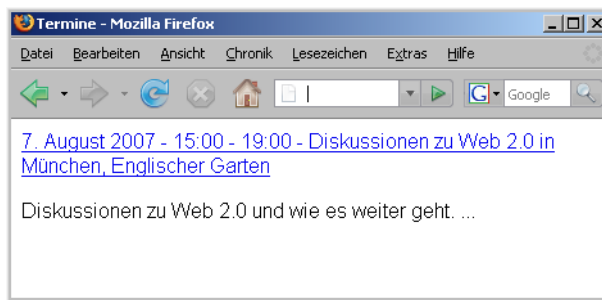 Termine - Mozilla Firefox
Datei Bearbeiten Ansicht Chronik Lesezeichen Extras Hilfe
G Google
7. August 2007 - 15:00 - 19:00 - Diskussionen zu Web 2.0 in
München, Englischer Garten
Diskussionen zu Web 2.0 und wie es weiter geht. ...